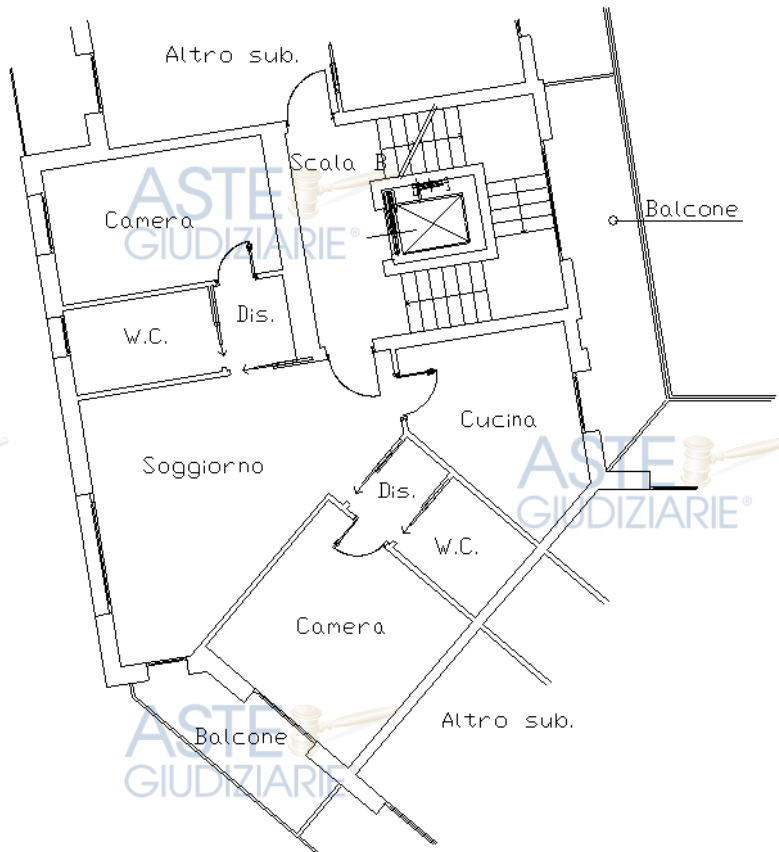 Altro sub.
Scala B
ASTE
GIUDIZIARIE®
Camera
Balcone
Dis.
W.C.
Cucina
Soggiorno
ASTE
GIUDIZIARIE®
Dis.
W.C.
Camera
Altro sub.
ASTE
GIUDIZIARIE®
Balcone